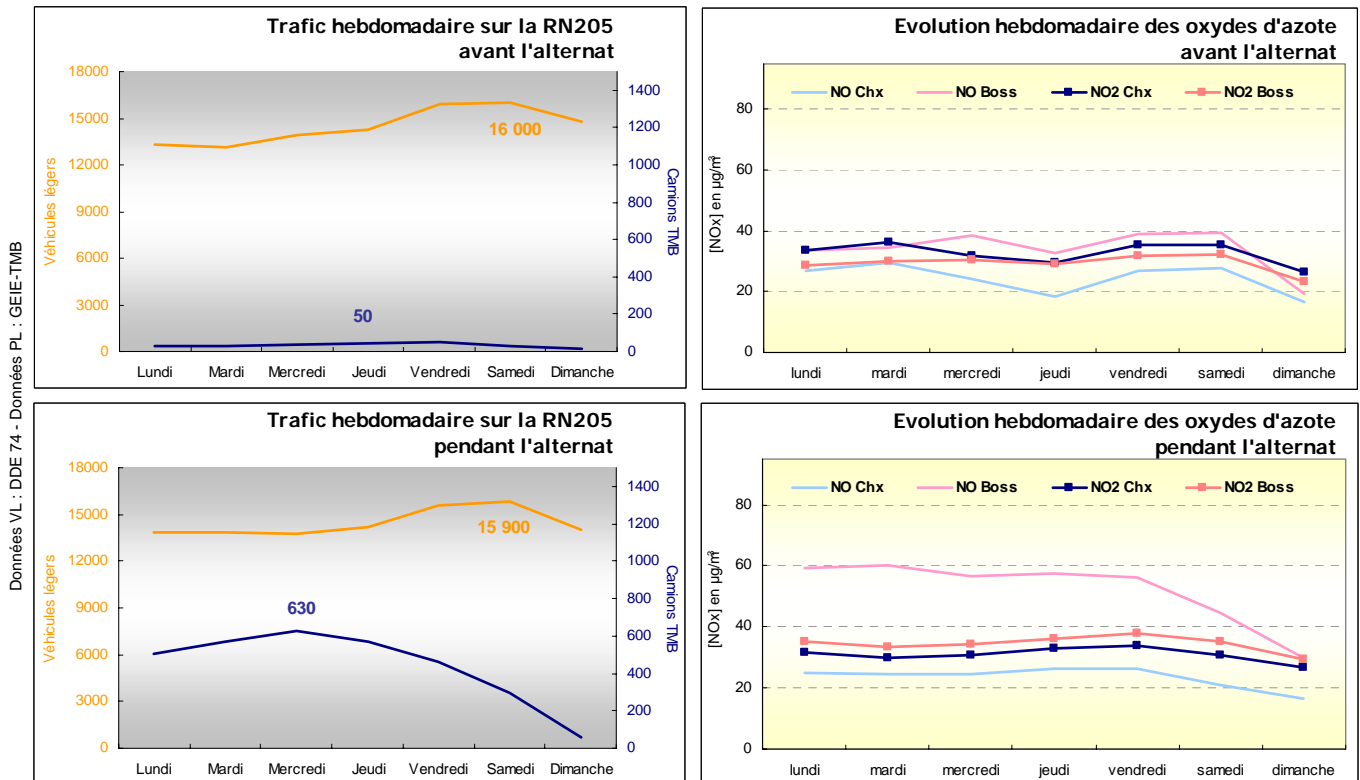 Données VL : DDE 74 - Données PL : GEIE-TMB
Trafic hebdomadaire sur la RN205
avant l'alternat
Véhicules légers
18000
15000
12000
9000
6000
3000
0
16 000
50
Camions TMB
1400
1200
1000
800
600
400
200
0
Lundi Mardi Mercredi Jeudi Vendredi Samedi Dimanche
Evolution hebdomadaire des oxydes d'azote
avant l'alternat
NO Chx NO Boss NO2 Chx NO2 Boss
[NOx] en µg/m³
80
60
40
20
0
lundi mardi mercredi jeudi vendredi samedi dimanche
Trafic hebdomadaire sur la RN205
pendant l'alternat
Véhicules légers
18000
15000
12000
9000
6000
3000
0
15 900
630
Camions TMB
1400
1200
1000
800
600
400
200
0
Lundi Mardi Mercredi Jeudi Vendredi Samedi Dimanche
Evolution hebdomadaire des oxydes d'azote
pendant l'alternat
NO Chx NO Boss NO2 Chx NO2 Boss
[NOx] en µg/m³
80
60
40
20
0
lundi mardi mercredi jeudi vendredi samedi dimanche